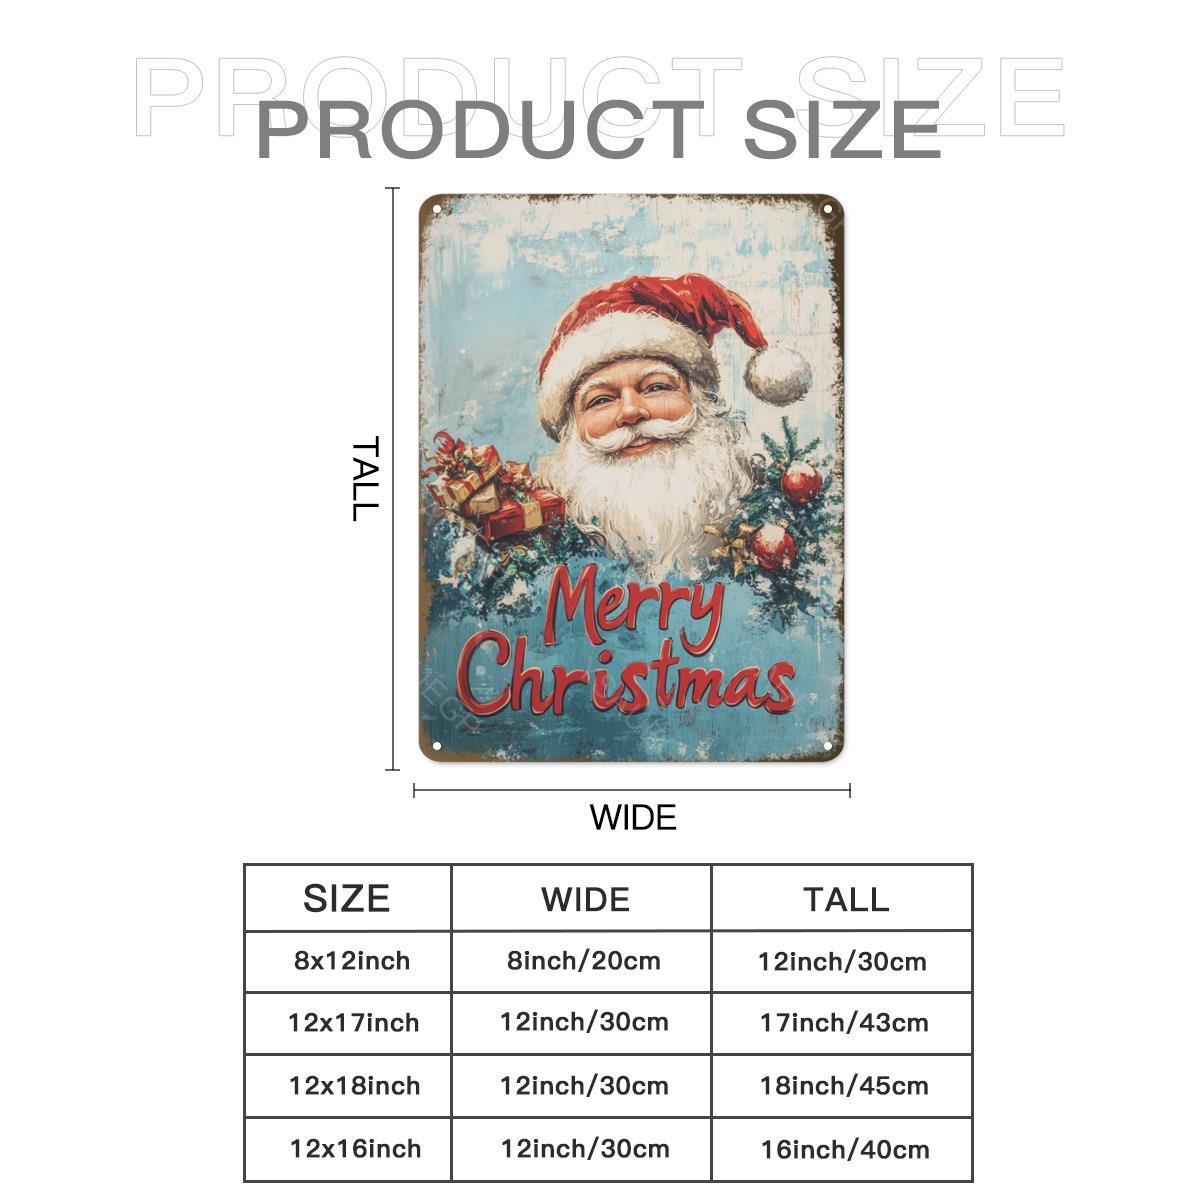 PRODUCT SIZE
PRODUCT SIZE
TALL
Merry
Christmas
WIDE
SIZE WIDE TALL
8x12inch 8inch/20cm 12inch/30cm
12x17inch 12inch/30cm 17inch/43cm
12x18inch 12inch/30cm 18inch/45cm
12x16inch 12inch/30cm 16inch/40cm